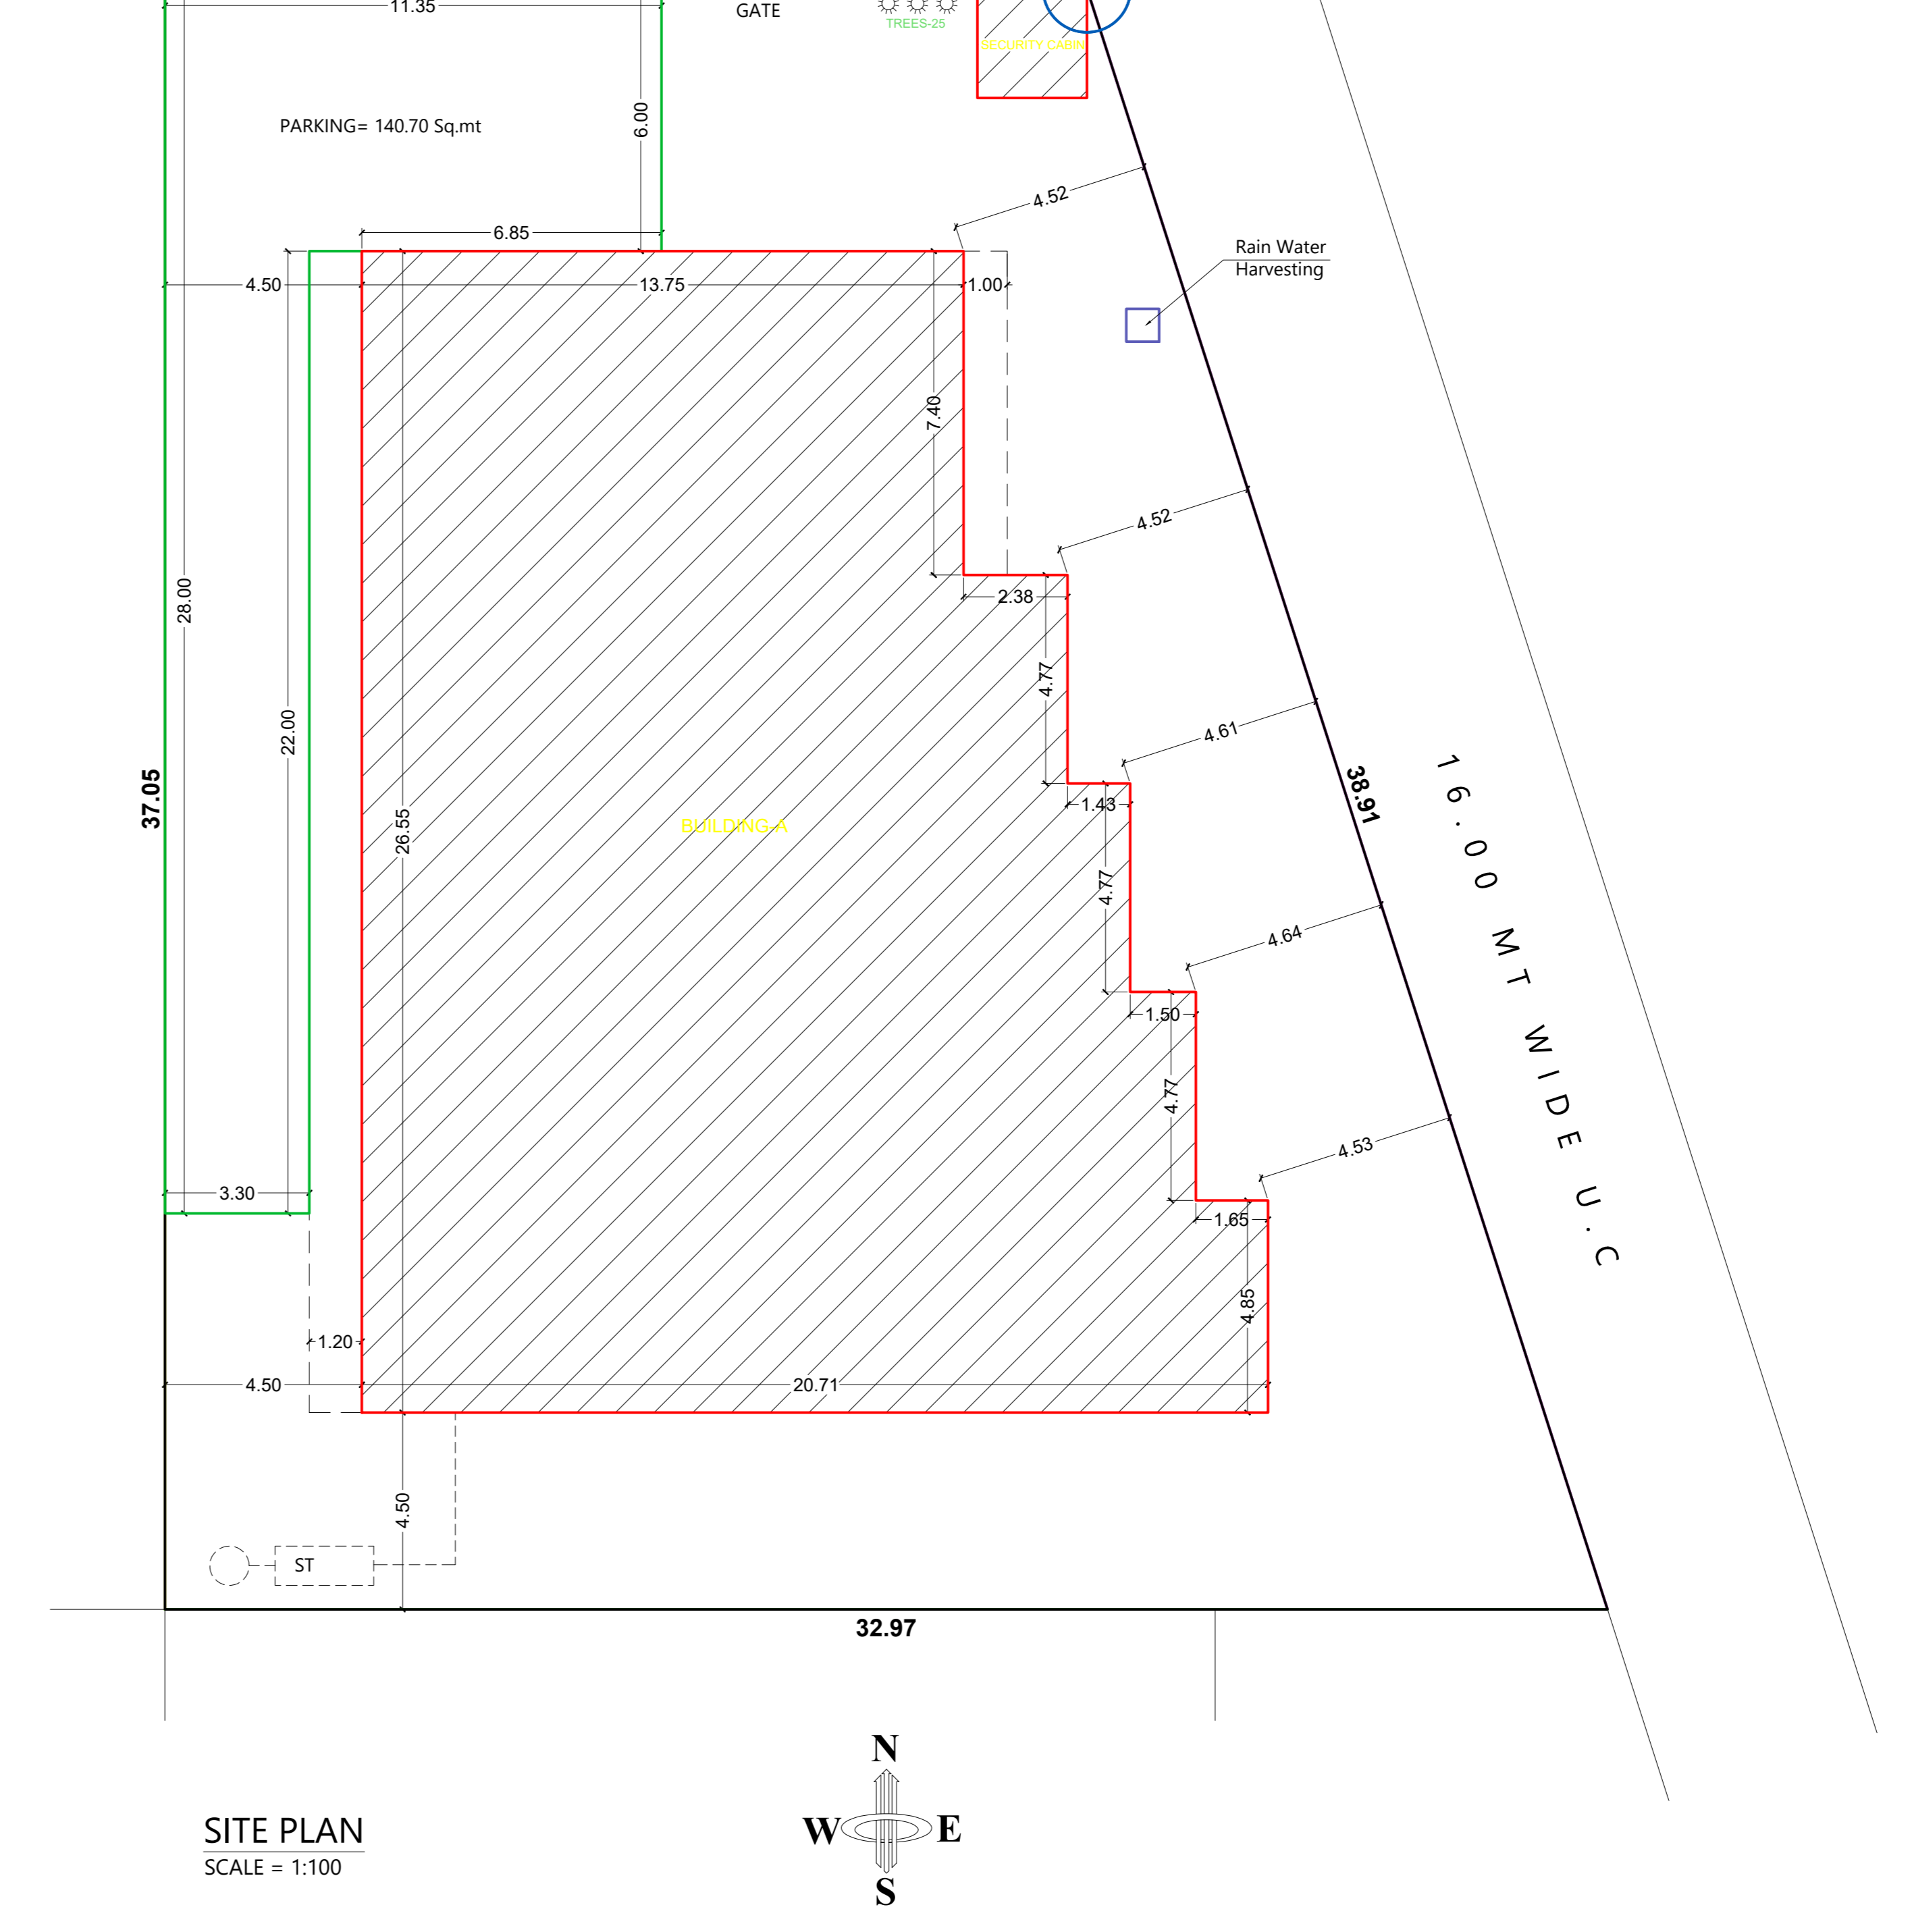 11.35
GATE
TREES-25
SECURITY CABIN
6.00
PARKING= 140.70 Sq.mt
4.52
6.85
Rain Water
Harvesting
4.50
13.75
1.00
7.40
4.52
28.00
2.38
4.77
22.00
4.61
37.05
38.91
1.43
26.55
BUILDING-A
4.77
16.00 MT WIDE U.C
4.64
1.50
4.77
4.53
3.30
1.65
4.85
1.20
4.50
20.71
4.50
ST
32.97
N
W E
S
SITE PLAN
SCALE = 1:100